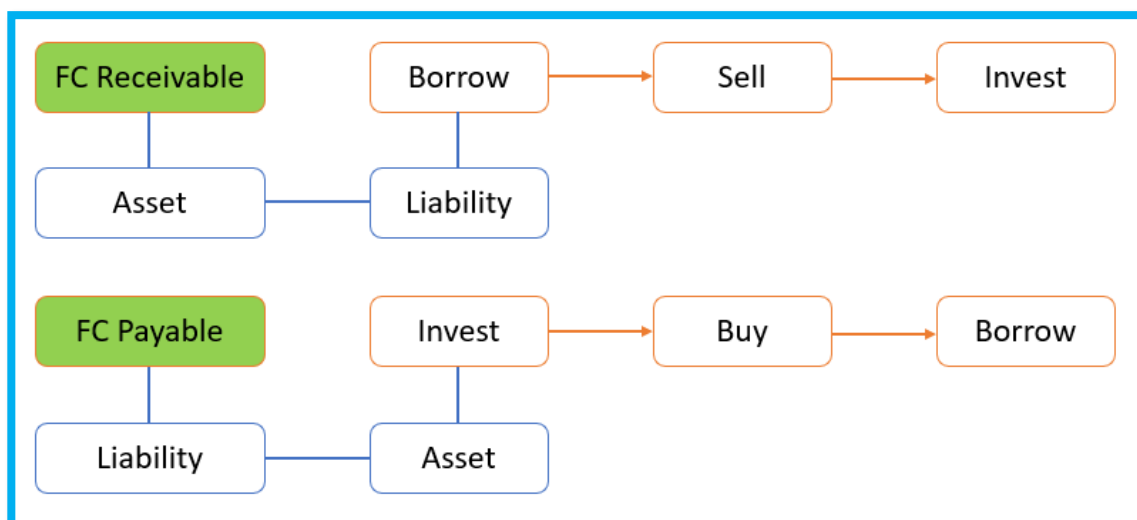 FC Receivable
Borrow
Sell
Invest
Asset
Liability
FC Payable
Invest
Buy
Borrow
Liability
Asset